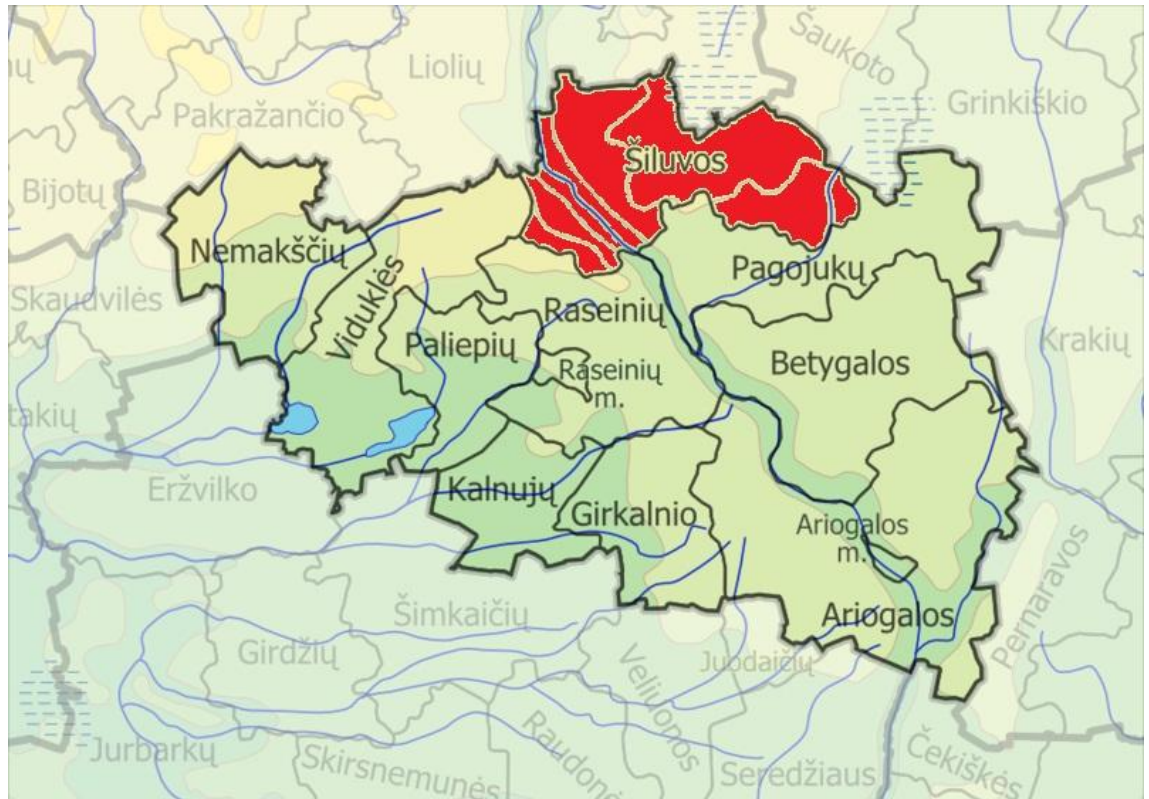 Šaukoto
Liolių
Grinkiškio
Pakražančio
Šiluvos
Bijotų
Nemakščių
Pagojukų
Skaudvilės
Viduklės
Raseinių
Krakių
Paliepių
Betygalos
Raseinių
m.
takių
Eržvilko
Kalnujų
Girkalnio
Ariogalos
m.
Pernaravos
Šimkaičių
Ariogalos
Girdžių
Veliuonos
Juodaičių
Jurbarkų
Raudonė
Čekiškės
Skirsnemunės
Seredžiaus